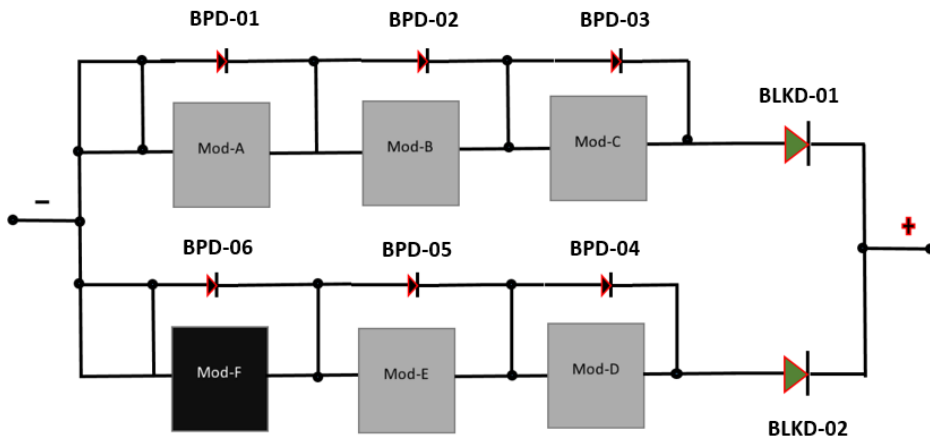 BPD-01
BPD-02
BPD-03
BLKD-01
Mod-A
Mod-B
Mod-C
-
+
BPD-06
BPD-05
BPD-04
Mod-F
Mod-E
Mod-D
BLKD-02